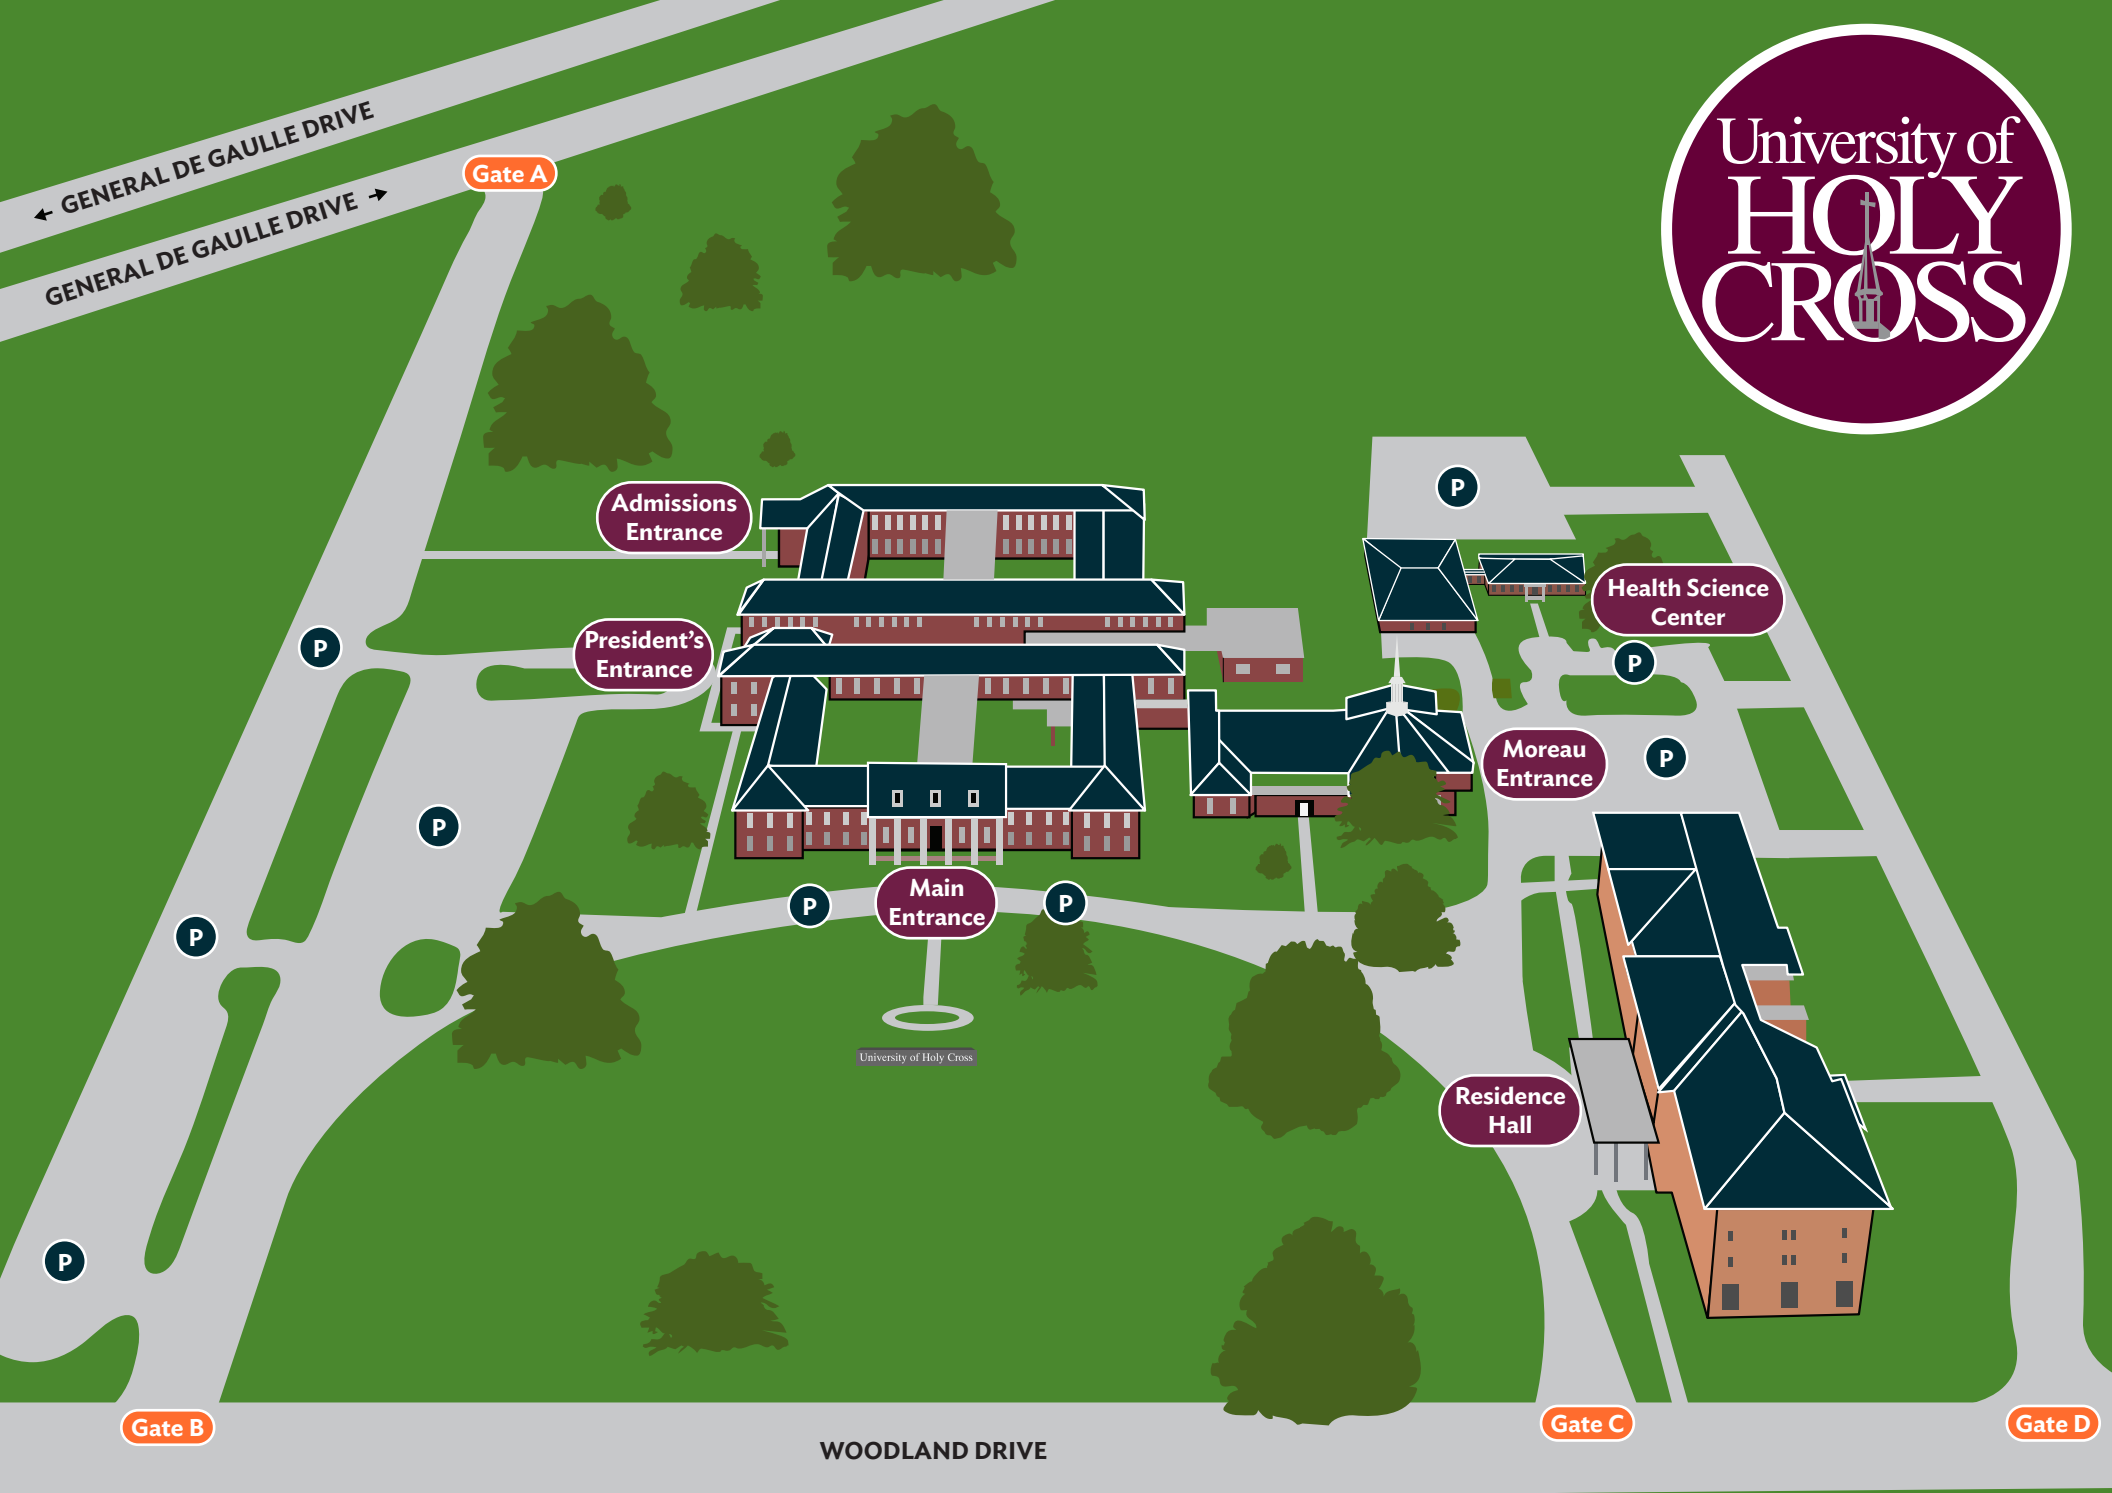 ← GENERAL DE GAULLE DRIVE
GENERAL DE GAULLE DRIVE →
Gate A
University of
HOLY
CROSS
Admissions
Entrance
P
Health Science
Center
P
President's
Entrance
P
Moreau
Entrance
P
P
Main
Entrance
P
P
P
University of Holy Cross
Residence
Hall
P
Gate B
Gate C
Gate D
WOODLAND DRIVE